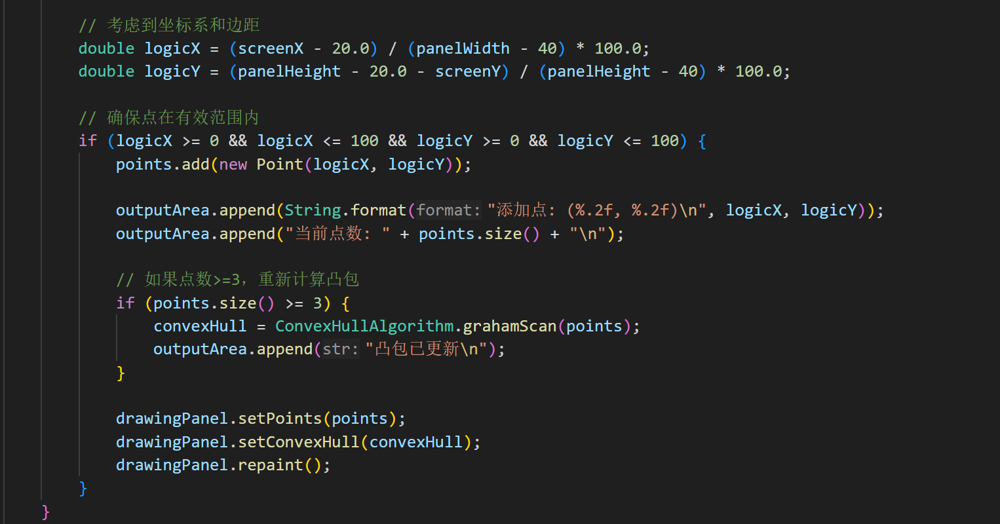 // 考虑到坐标系和边距
double logicX = (screenX - 20.0) / (panelWidth - 40) * 100.0;
double logicY = (panelHeight - 20.0 - screenY) / (panelHeight - 40) * 100.0;
// 确保点在有效范围内
if (logicX >= 0 && logicX <= 100 && logicY >= 0 && logicY <= 100) {
points.add(new Point(logicX, logicY));
outputArea.append(String.format(format: "添加点: (%.2f, %.2f)\n", logicX, logicY));
outputArea.append("当前点数: " + points.size() + "\n");
// 如果点数>=3，重新计算凸包
if (points.size() >= 3) {
convexHull = ConvexHullAlgorithm.grahamScan(points);
outputArea.append(str: "凸包已更新\n");
}
drawingPanel.setPoints(points);
drawingPanel.setConvexHull(convexHull);
drawingPanel.repaint();
}
}